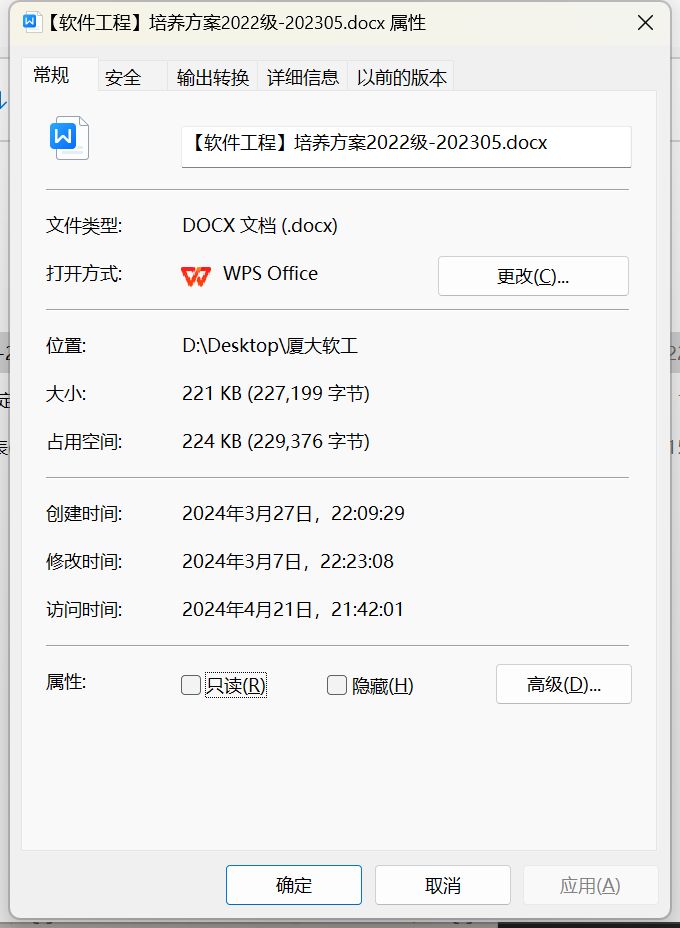 【软件工程】培养方案2022级-202305.docx 属性
常规 安全 输出转换 详细信息 以前的版本
【软件工程】培养方案2022级-202305.docx
文件类型: DOCX 文档 (.docx)
打开方式: WPS Office 更改(C)...
位置: D:\Desktop\厦大软工
大小: 221 KB (227,199 字节)
占用空间: 224 KB (229,376 字节)
创建时间: 2024年3月27日，22:09:29
修改时间: 2024年3月7日，22:23:08
访问时间: 2024年4月21日，21:42:01
属性: 只读(R) 隐藏(H) 高级(D)...
确定 取消 应用(A)